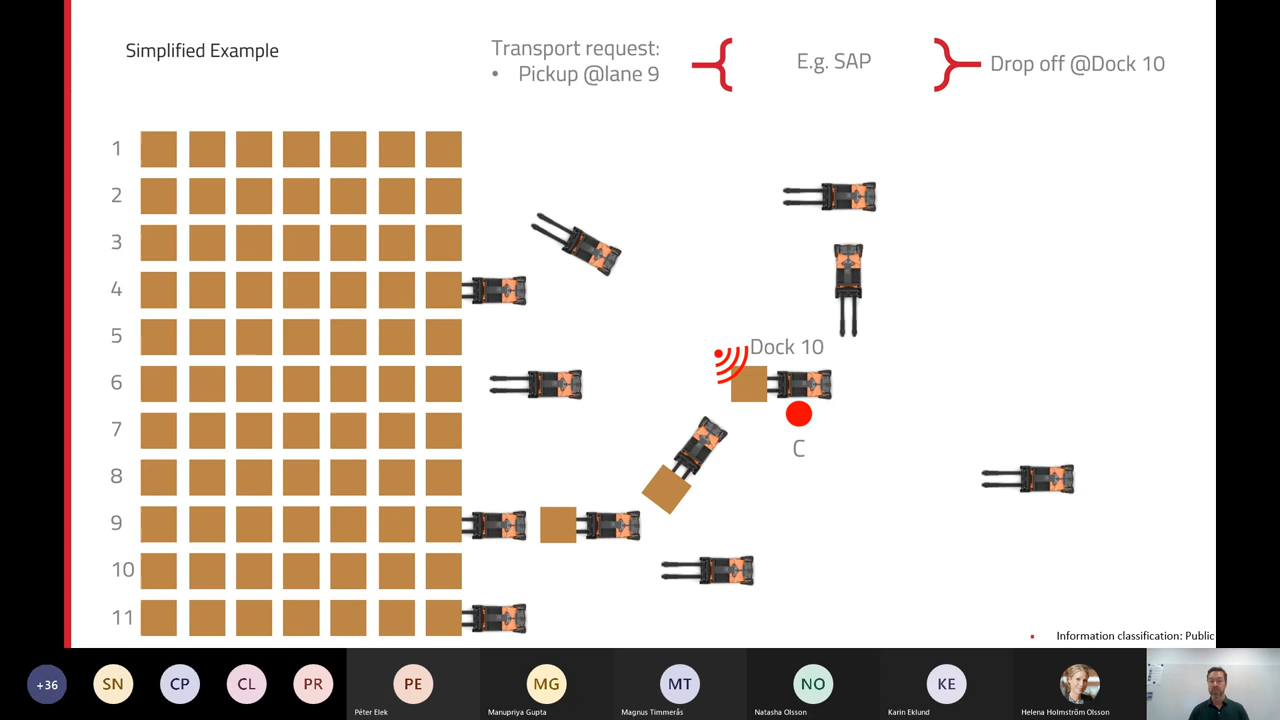 Simplified Example
Transport request:
• Pickup @lane 9
E.g. SAP
Drop off @Dock 10
1
2
3
4
5
6
7
8
9
10
11
Dock 10
C
Information classification: Public
+36
SN
CP
CL
PR
PE
MG
MT
NO
KE
Péter Elek
Manupriya Gupta
Magnus Timmerås
Natasha Olsson
Karin Eklund
Helena Holmström Olsson